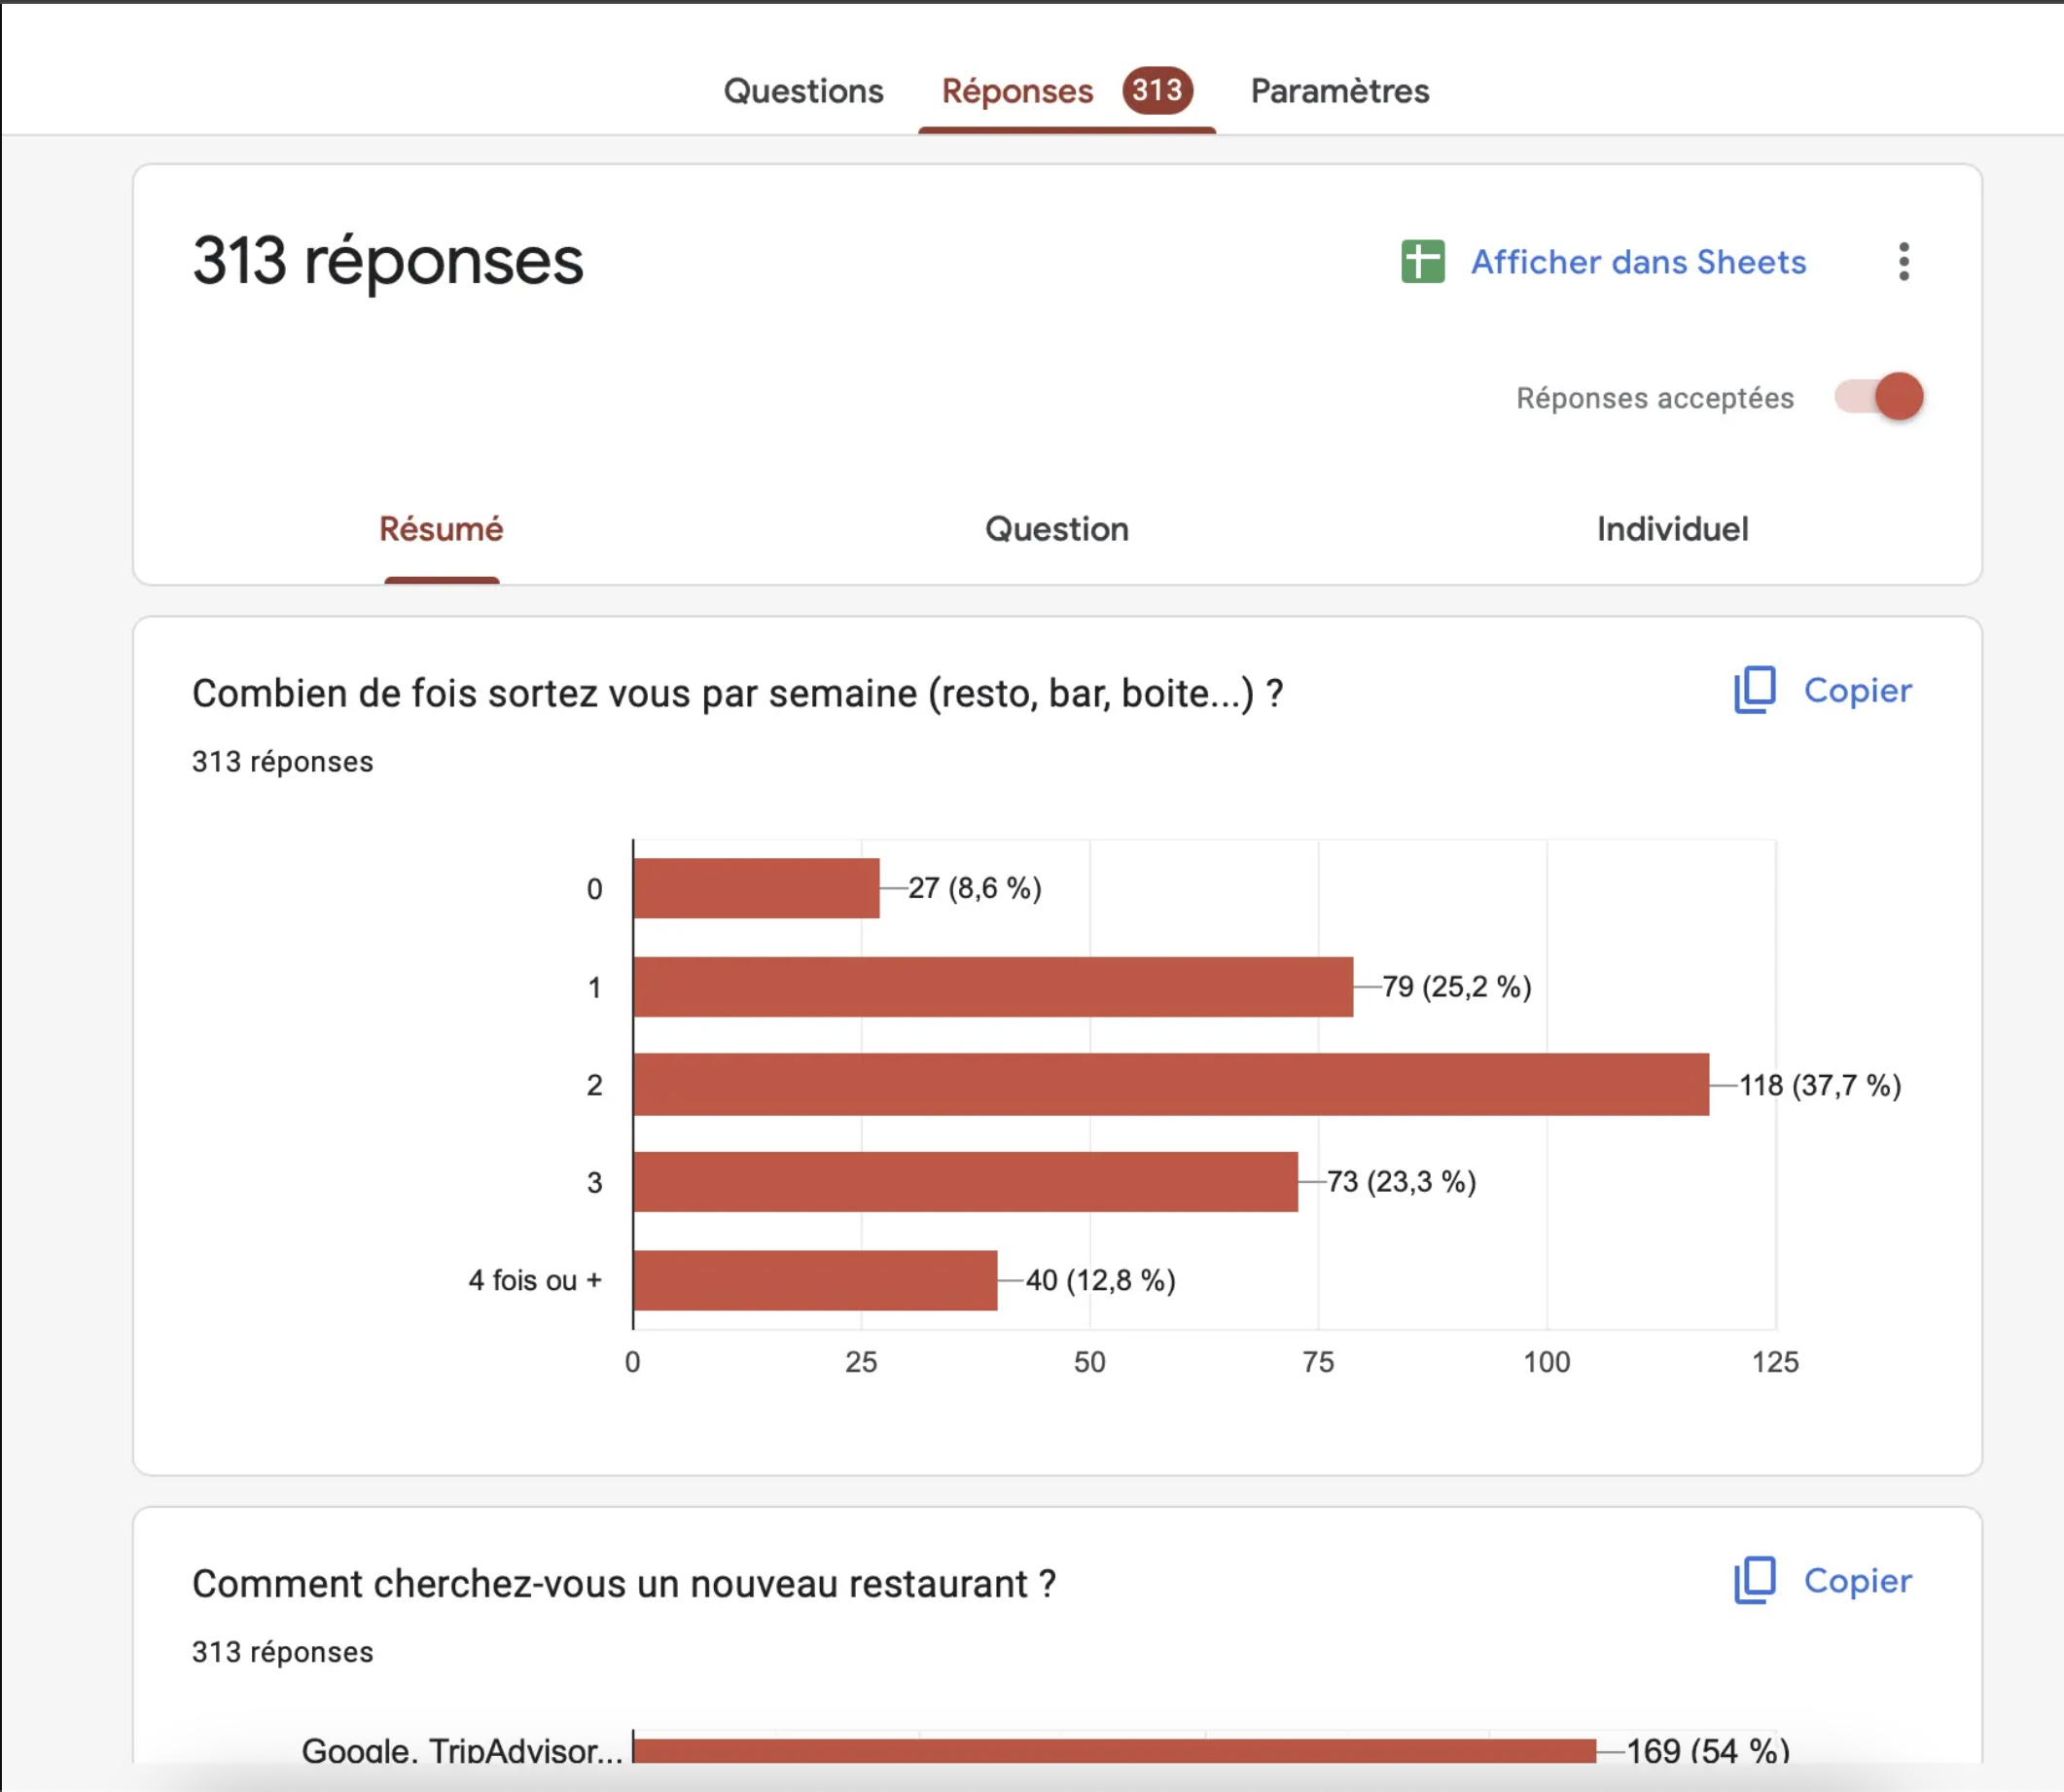 Questions Réponses 313 Paramètres
313 réponses
Afficher dans Sheets
Réponses acceptées
Résumé Question Individuel
Combien de fois sortez vous par semaine (resto, bar, boite...) ?
Copier
313 réponses
0 27 (8,6 %)
1 79 (25,2 %)
2 118 (37,7 %)
3 73 (23,3 %)
4 fois ou + 40 (12,8 %)
0 25 50 75 100 125
Comment cherchez-vous un nouveau restaurant ?
Copier
313 réponses
Google, TripAdvisor... 169 (54 %)